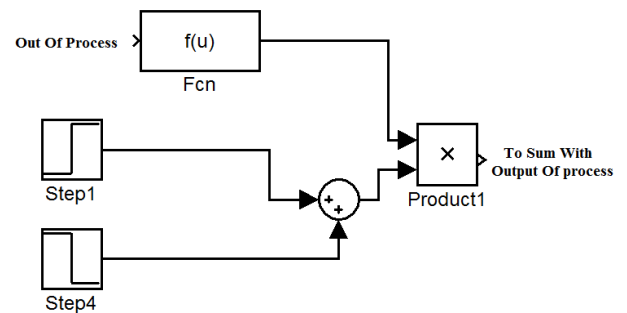 Out Of Process
f(u)
Fcn
Step1
×
To Sum With
Output Of process
Product1
+
+
Step4